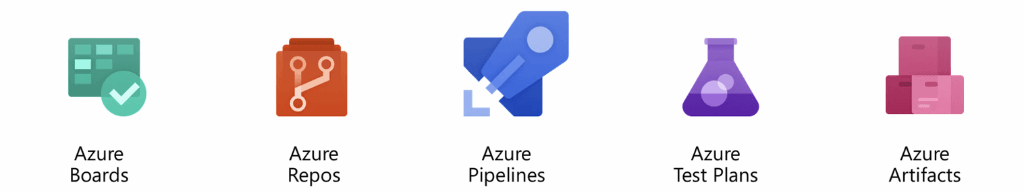 Azure
Boards
Azure
Repos
Azure
Pipelines
Azure
Test Plans
Azure
Artifacts